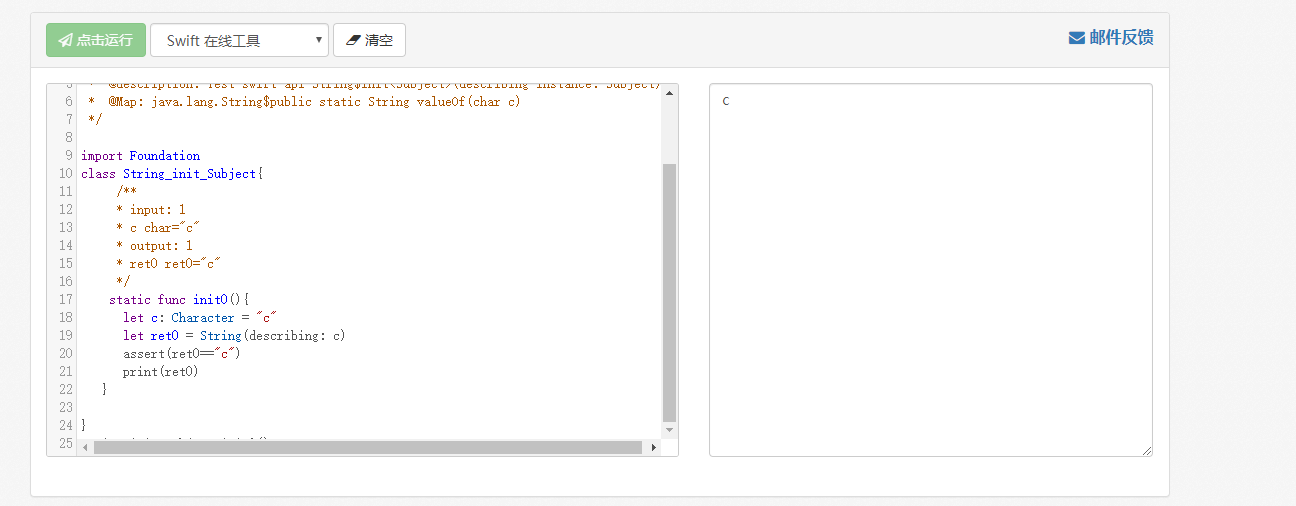 点击运行 Swift 在线工具 清空 邮件反馈
5 * @description: Test swift api String$init<Subject>(describing instance: Subject)
6 * @Map: java.lang.String$public static String valueOf(char c)
7 */
8
9 import Foundation
10 class String_init_Subject{
11 /**
12 * input: 1
13 * c char="c"
14 * output: 1
15 * ret0 ret0="c"
16 */
17 static func init0(){
18 let c: Character = "c"
19 let ret0 = String(describing: c)
20 assert(ret0=="c")
21 print(ret0)
22 }
23
24 }
25
c